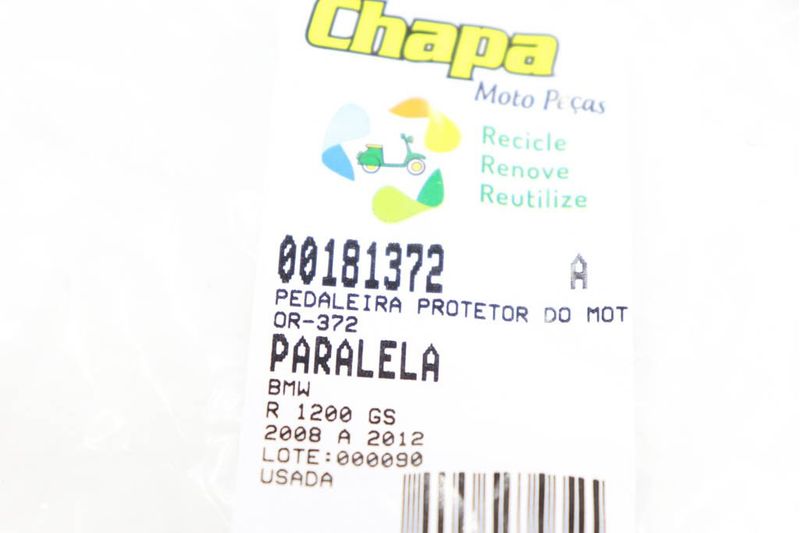 Chapa
Moto Peças
Recicle
Renove
Reutilize
00181372 A
PEDALEIRA PROTETOR DO MOT
OR-372
PARALELA
BMW
R 1200 GS
2008 A 2012
LOTE:000090
USADA